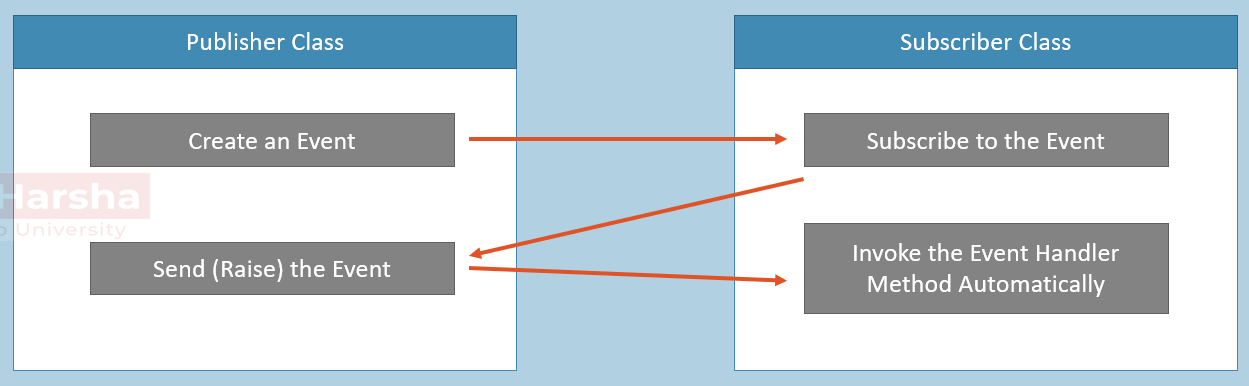 Publisher Class
Subscriber Class
Create an Event
Subscribe to the Event
Harsha
University
Send (Raise) the Event
Invoke the Event Handler
Method Automatically